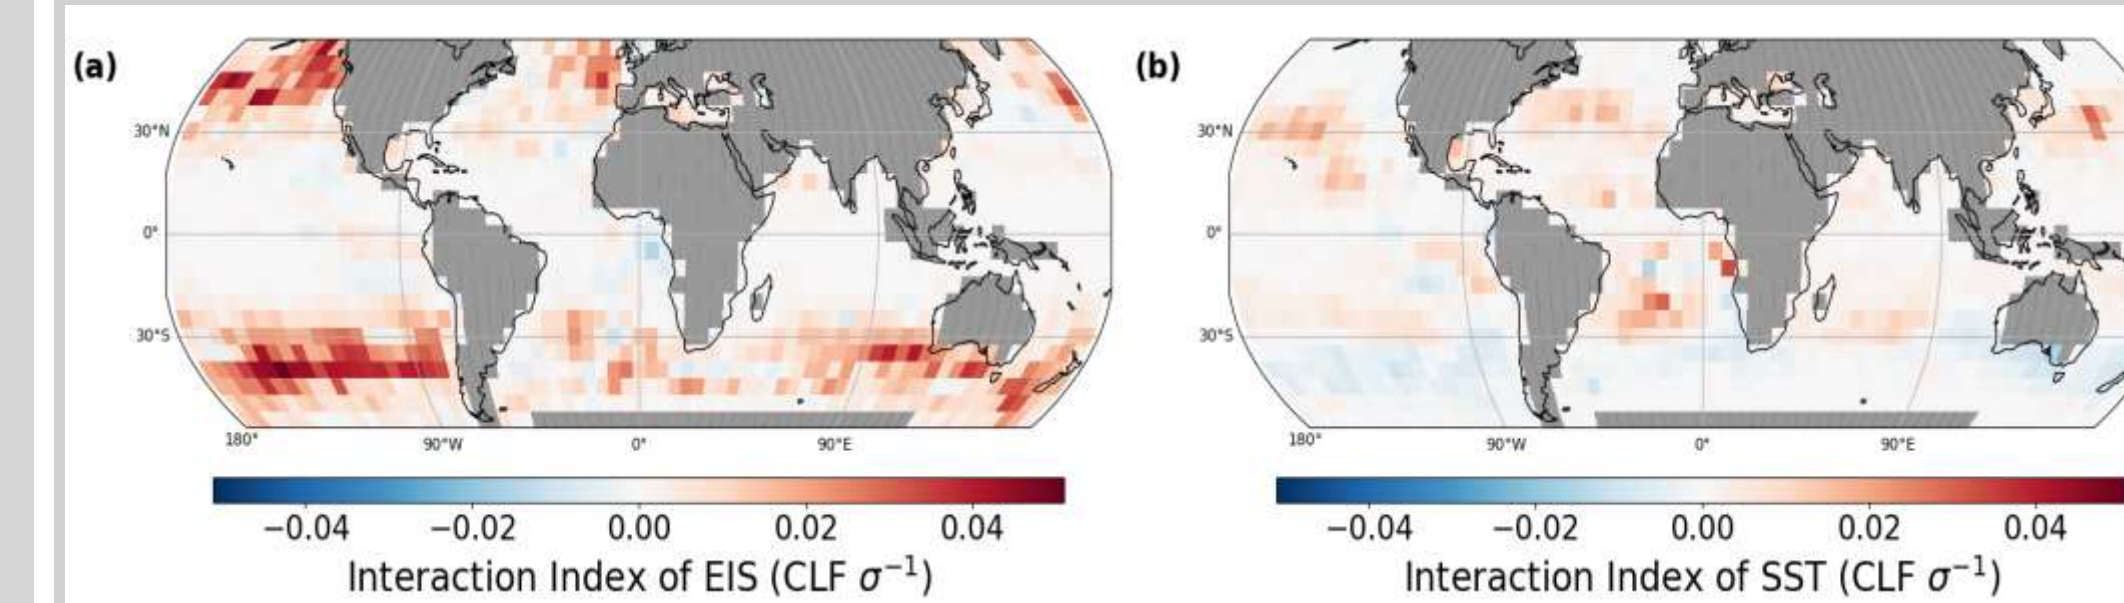 (a)
30°N
0°
30°S
180°
90°W
0°
90°E
−0.04
−0.02
0.00
0.02
0.04
Interaction Index of EIS (CLF σ⁻¹)
(b)
30°N
0°
30°S
180°
90°W
0°
90°E
−0.04
−0.02
0.00
0.02
0.04
Interaction Index of SST (CLF σ⁻¹)